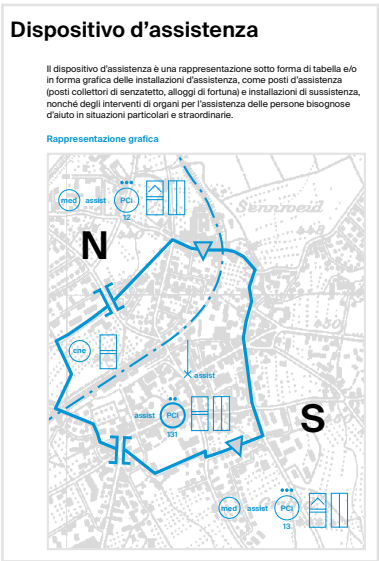 Dispositivo d’assistenza
Il dispositivo d’assistenza è una rappresentazione sotto forma di tabella e/o
in forma grafica delle installazioni d’assistenza, come posti d’assistenza
(posti collettori di senzatetto, alloggi di fortuna) e installazioni di sussistenza,
nonché degli interventi di organi per l’assistenza delle persone bisognose
d’aiuto in situazioni particolari e straordinarie.
Rappresentazione grafica
med assist PCi
12
N
cne
assist
assist PCi
131
S
med assist PCi
13